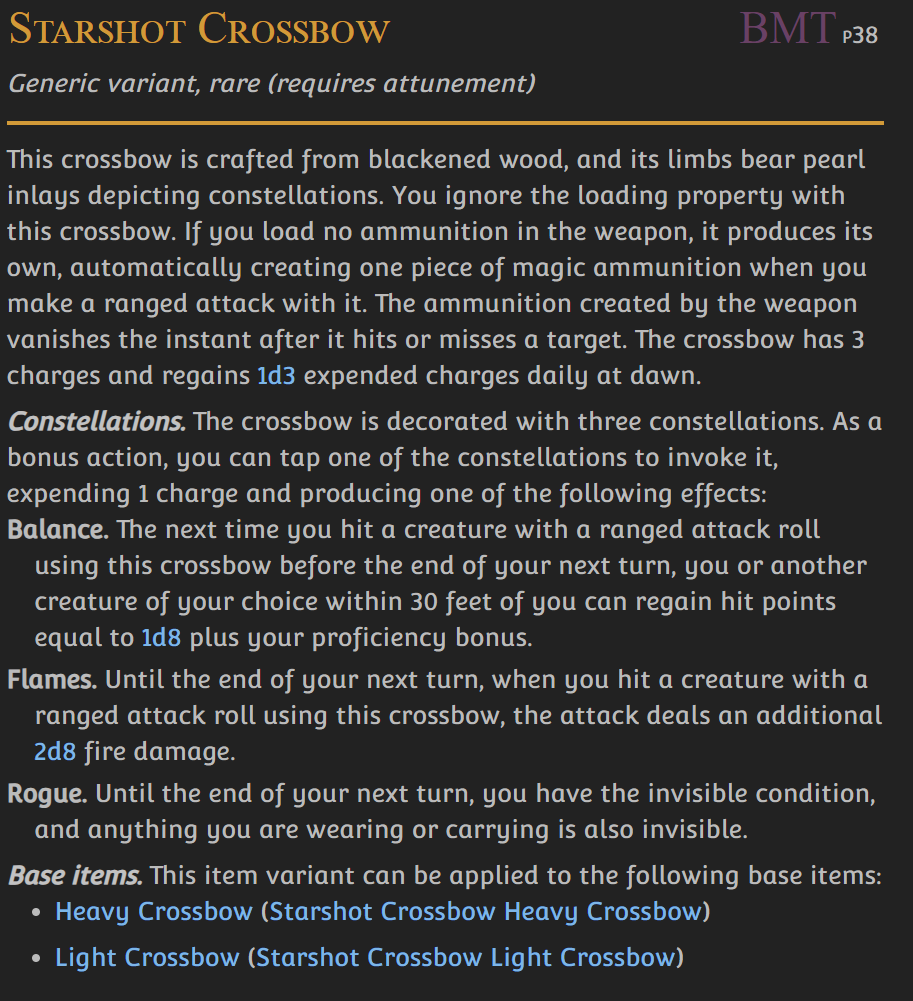 Starshot Crossbow BMT P38
Generic variant, rare (requires attunement)
This crossbow is crafted from blackened wood, and its limbs bear pearl
inlays depicting constellations. You ignore the loading property with
this crossbow. If you load no ammunition in the weapon, it produces its
own, automatically creating one piece of magic ammunition when you
make a ranged attack with it. The ammunition created by the weapon
vanishes the instant after it hits or misses a target. The crossbow has 3
charges and regains 1d3 expended charges daily at dawn.
Constellations. The crossbow is decorated with three constellations. As a
bonus action, you can tap one of the constellations to invoke it,
expending 1 charge and producing one of the following effects:
Balance. The next time you hit a creature with a ranged attack roll
using this crossbow before the end of your next turn, you or another
creature of your choice within 30 feet of you can regain hit points
equal to 1d8 plus your proficiency bonus.
Flames. Until the end of your next turn, when you hit a creature with a
ranged attack roll using this crossbow, the attack deals an additional
2d8 fire damage.
Rogue. Until the end of your next turn, you have the invisible condition,
and anything you are wearing or carrying is also invisible.
Base items. This item variant can be applied to the following base items:
• Heavy Crossbow (Starshot Crossbow Heavy Crossbow)
• Light Crossbow (Starshot Crossbow Light Crossbow)